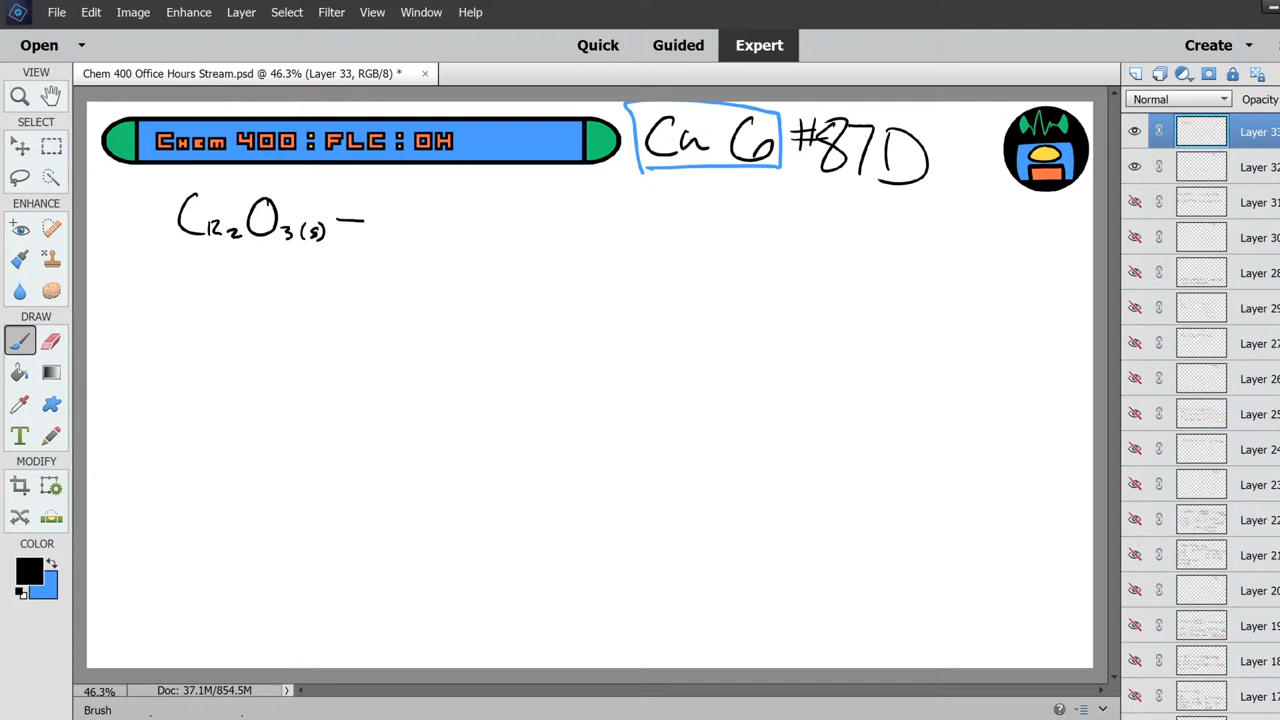 File Edit Image Enhance Layer Select Filter View Window Help
Open Quick Guided Expert Create
Chem 400 Office Hours Stream.psd @ 46.3% (Layer 33, RGB/8) * ×
VIEW
SELECT
ENHANCE
DRAW
MODIFY
COLOR
Chem 400 : FLC : OH
CH 6 #87D
Cr₂O₃(s) —
Normal Opacity
Layer 3
Layer 32
Layer 31
Layer 30
Layer 28
Layer 29
Layer 27
Layer 26
Layer 25
Layer 24
Layer 23
Layer 22
Layer 21
Layer 20
Layer 19
Layer 18
Layer 17
46.3% Doc: 37.1M/854.5M
Brush